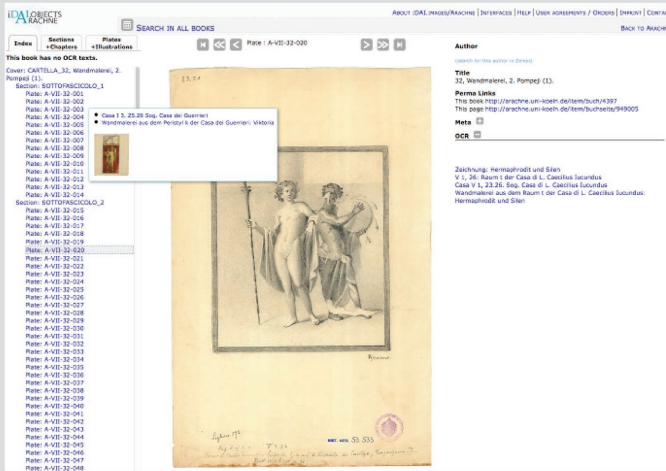 iDAI.OBJECTS
ARACHNE
ABOUT iDAI.IMAGES/ARACHNE | INTERFACES | HELP | USER AGREEMENTS / ORDERS | IMPRINT | CONTA
SEARCH IN ALL BOOKS
BACK TO ARACHN
Index
Sections
+Chapters
Plates
+Illustrations
Plate : A-VII-32-020
This book has no OCR texts.
Cover: CARTELLA_32, Wandmalerei, 2.
Pompeji (1).
Section: SOTTOFASCICOLO_1
Plate: A-VII-32-001
Plate: A-VII-32-002
Plate: A-VII-32-003
Plate: A-VII-32-004
Plate: A-VII-32-005
Plate: A-VII-32-006
Plate: A-VII-32-007
Plate: A-VII-32-008
Plate: A-VII-32-009
Plate: A-VII-32-010
Plate: A-VII-32-011
Plate: A-VII-32-012
Plate: A-VII-32-013
Plate: A-VII-32-014
Section: SOTTOFASCICOLO_2
Plate: A-VII-32-015
Plate: A-VII-32-016
Plate: A-VII-32-017
Plate: A-VII-32-018
Plate: A-VII-32-019
Plate: A-VII-32-020
Plate: A-VII-32-021
Plate: A-VII-32-022
Plate: A-VII-32-023
Plate: A-VII-32-024
Plate: A-VII-32-025
Plate: A-VII-32-026
Plate: A-VII-32-027
Plate: A-VII-32-028
Plate: A-VII-32-029
Plate: A-VII-32-030
Plate: A-VII-32-031
Plate: A-VII-32-032
Plate: A-VII-32-033
Plate: A-VII-32-034
Plate: A-VII-32-035
Plate: A-VII-32-036
Plate: A-VII-32-037
Plate: A-VII-32-038
Plate: A-VII-32-039
Plate: A-VII-32-040
Plate: A-VII-32-041
Plate: A-VII-32-042
Plate: A-VII-32-043
Plate: A-VII-32-044
Plate: A-VII-32-045
Plate: A-VII-32-046
Plate: A-VII-32-047
Plate: A-VII-32-048
Casa I 3, 25.26 Sog. Casa dei Guerrieri
Wandmalerei aus dem Peristyl k der Casa dei Guerrieri: Viktoria
INST. NEG. 53 535
Author
(search for this author in Zenon)
Title
32, Wandmalerei, 2. Pompeji (1).
Perma Links
This book http://arachne.uni-koeln.de/item/buch/4397
This page http://arachne.uni-koeln.de/item/buchseite/949005
Meta
OCR
Zeichnung: Hermaphrodit und Silen
V 1, 26: Raum t der Casa di L. Caecilius Iucundus
Casa V 1, 23.26. Sog. Casa di L. Caecilius Iucundus
Wandmalerei aus dem Raum t der Casa di L. Caecilius Iucundus:
Hermaphrodit und Silen